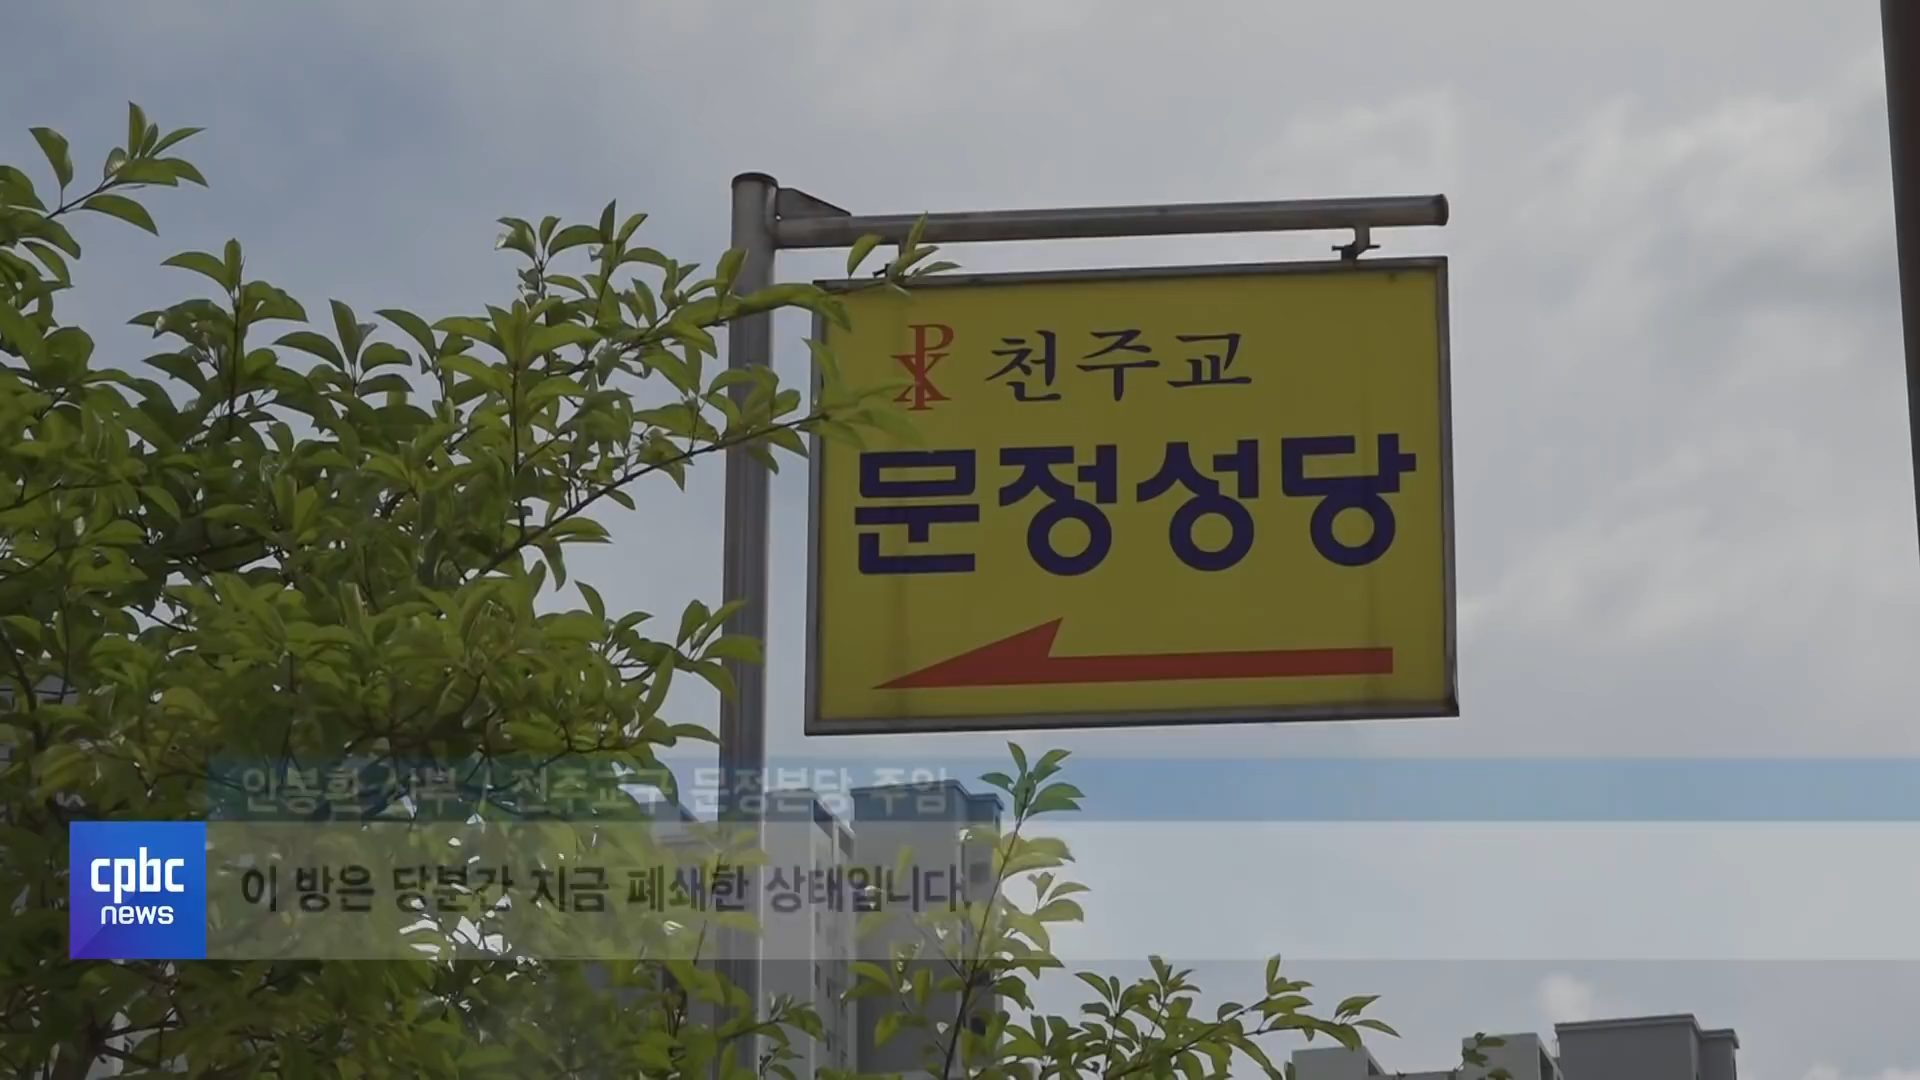 천주교
문정성당
안봉환 신부 / 전주교구 문정본당 주임
cpbc
news
이 방은 당분간 지금 폐쇄한 상태입니다.